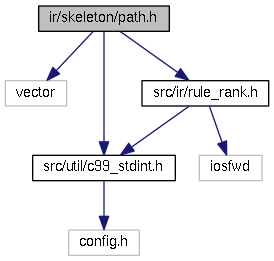 ir/skeleton/path.h
vector
src/ir/rule_rank.h
src/util/c99_stdint.h
iosfwd
config.h